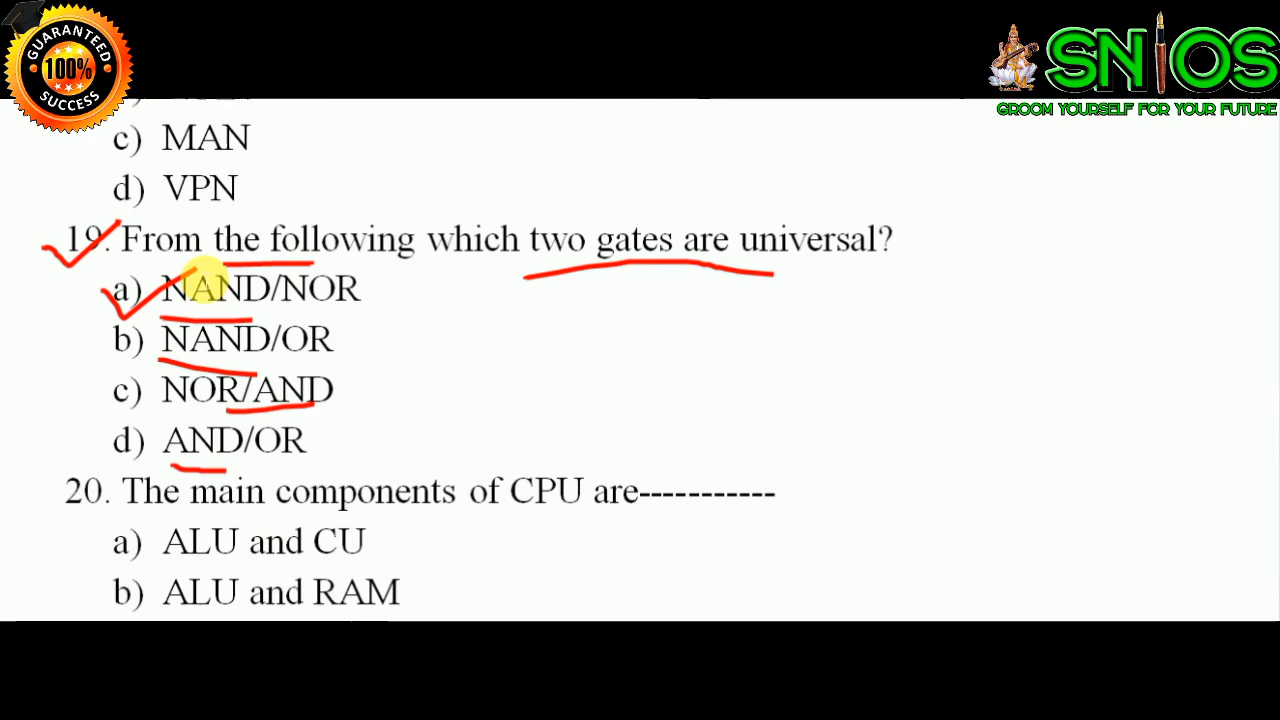 GUARANTEED
100%
SUCCESS
SNIOS
GROOM YOURSELF FOR YOUR FUTURE
c) MAN
d) VPN
19. From the following which two gates are universal?
a) NAND/NOR
b) NAND/OR
c) NOR/AND
d) AND/OR
20. The main components of CPU are-----------
a) ALU and CU
b) ALU and RAM